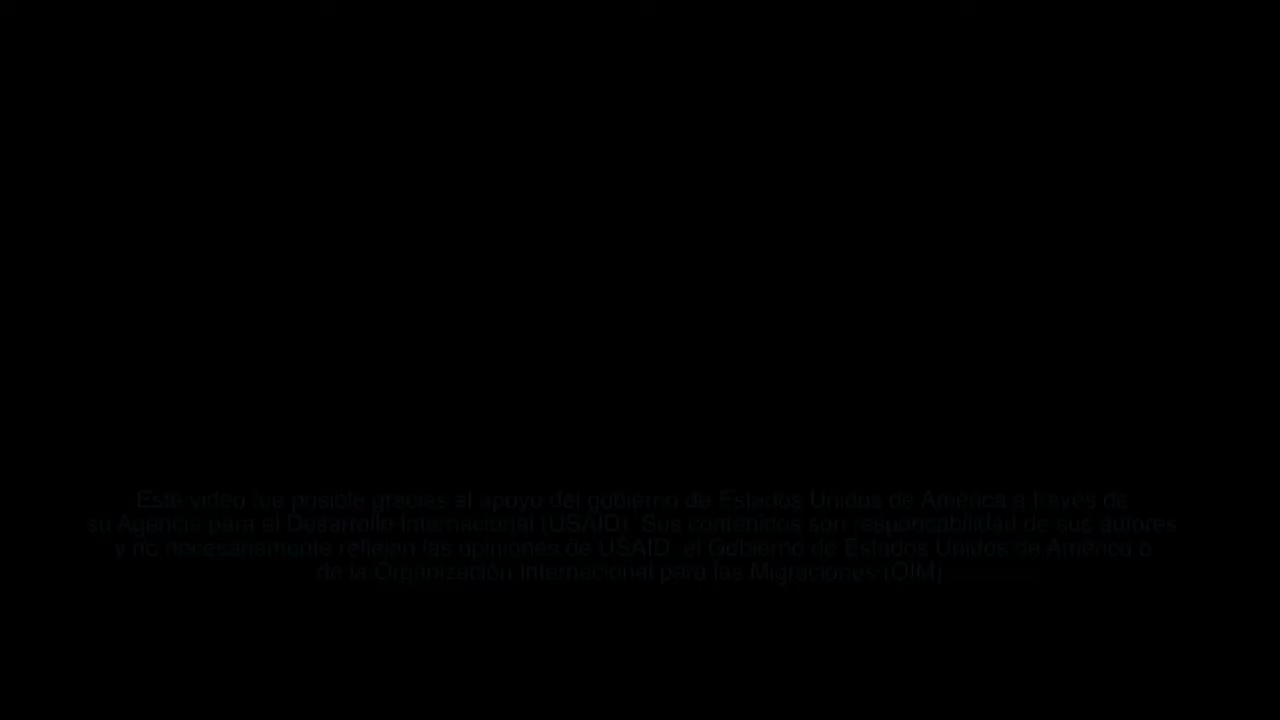 Este video fue posible gracias al apoyo del gobierno de Estados Unidos de América a través de
su Agencia para el Desarrollo Internacional (USAID). Sus contenidos son responsabilidad de sus autores
y no necesariamente reflejan las opiniones de USAID, el Gobierno de Estados Unidos de América o
de la Organización Internacional para las Migraciones (OIM)